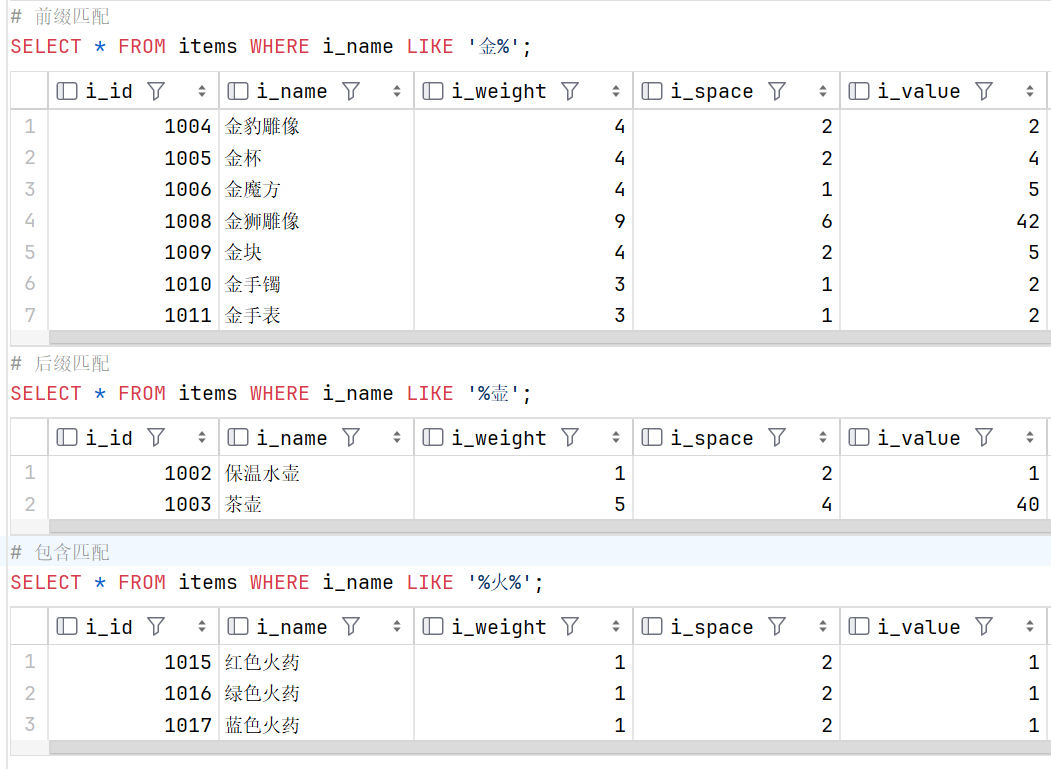 # 前缀匹配
SELECT * FROM items WHERE i_name LIKE '金%';
i_id i_name i_weight i_space i_value
1 1004 金豹雕像 4 2 2
2 1005 金杯 4 2 4
3 1006 金魔方 4 1 5
4 1008 金狮雕像 9 6 42
5 1009 金块 4 2 5
6 1010 金手镯 3 1 2
7 1011 金手表 3 1 2
# 后缀匹配
SELECT * FROM items WHERE i_name LIKE '%壶';
i_id i_name i_weight i_space i_value
1 1002 保温水壶 1 2 1
2 1003 茶壶 5 4 40
# 包含匹配
SELECT * FROM items WHERE i_name LIKE '%火%';
i_id i_name i_weight i_space i_value
1 1015 红色火药 1 2 1
2 1016 绿色火药 1 2 1
3 1017 蓝色火药 1 2 1